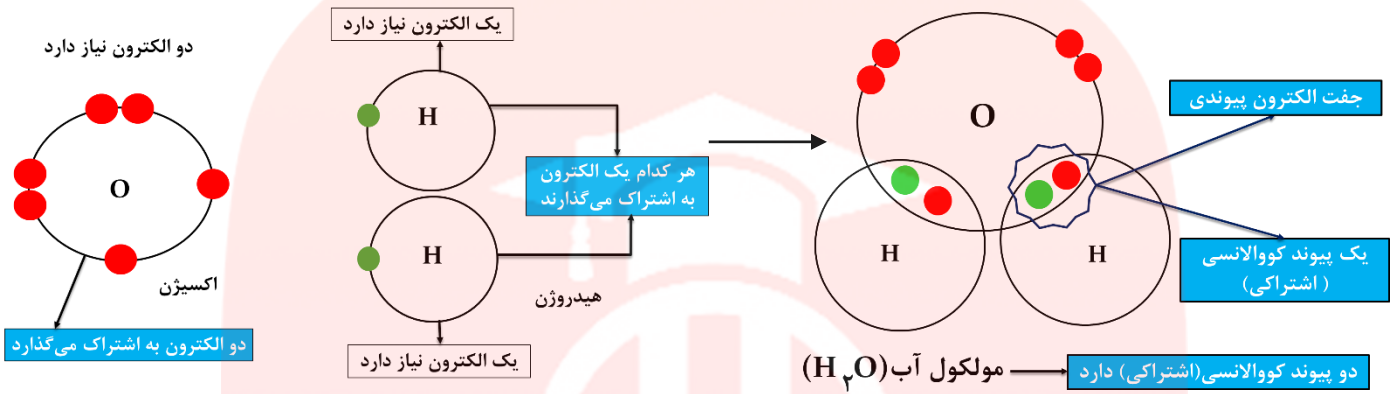 دو الکترون نیاز دارد
O
اکسیژن
دو الکترون به اشتراک می‌گذارد
یک الکترون نیاز دارد
H
هر کدام یک الکترون
به اشتراک می‌گذارند
H
هیدروژن
یک الکترون نیاز دارد
O
H
H
جفت الکترون پیوندی
یک پیوند کووالانسی
( اشتراکی)
مولکول آب (H₂O)
دو پیوند کووالانسی(اشتراکی) دارد